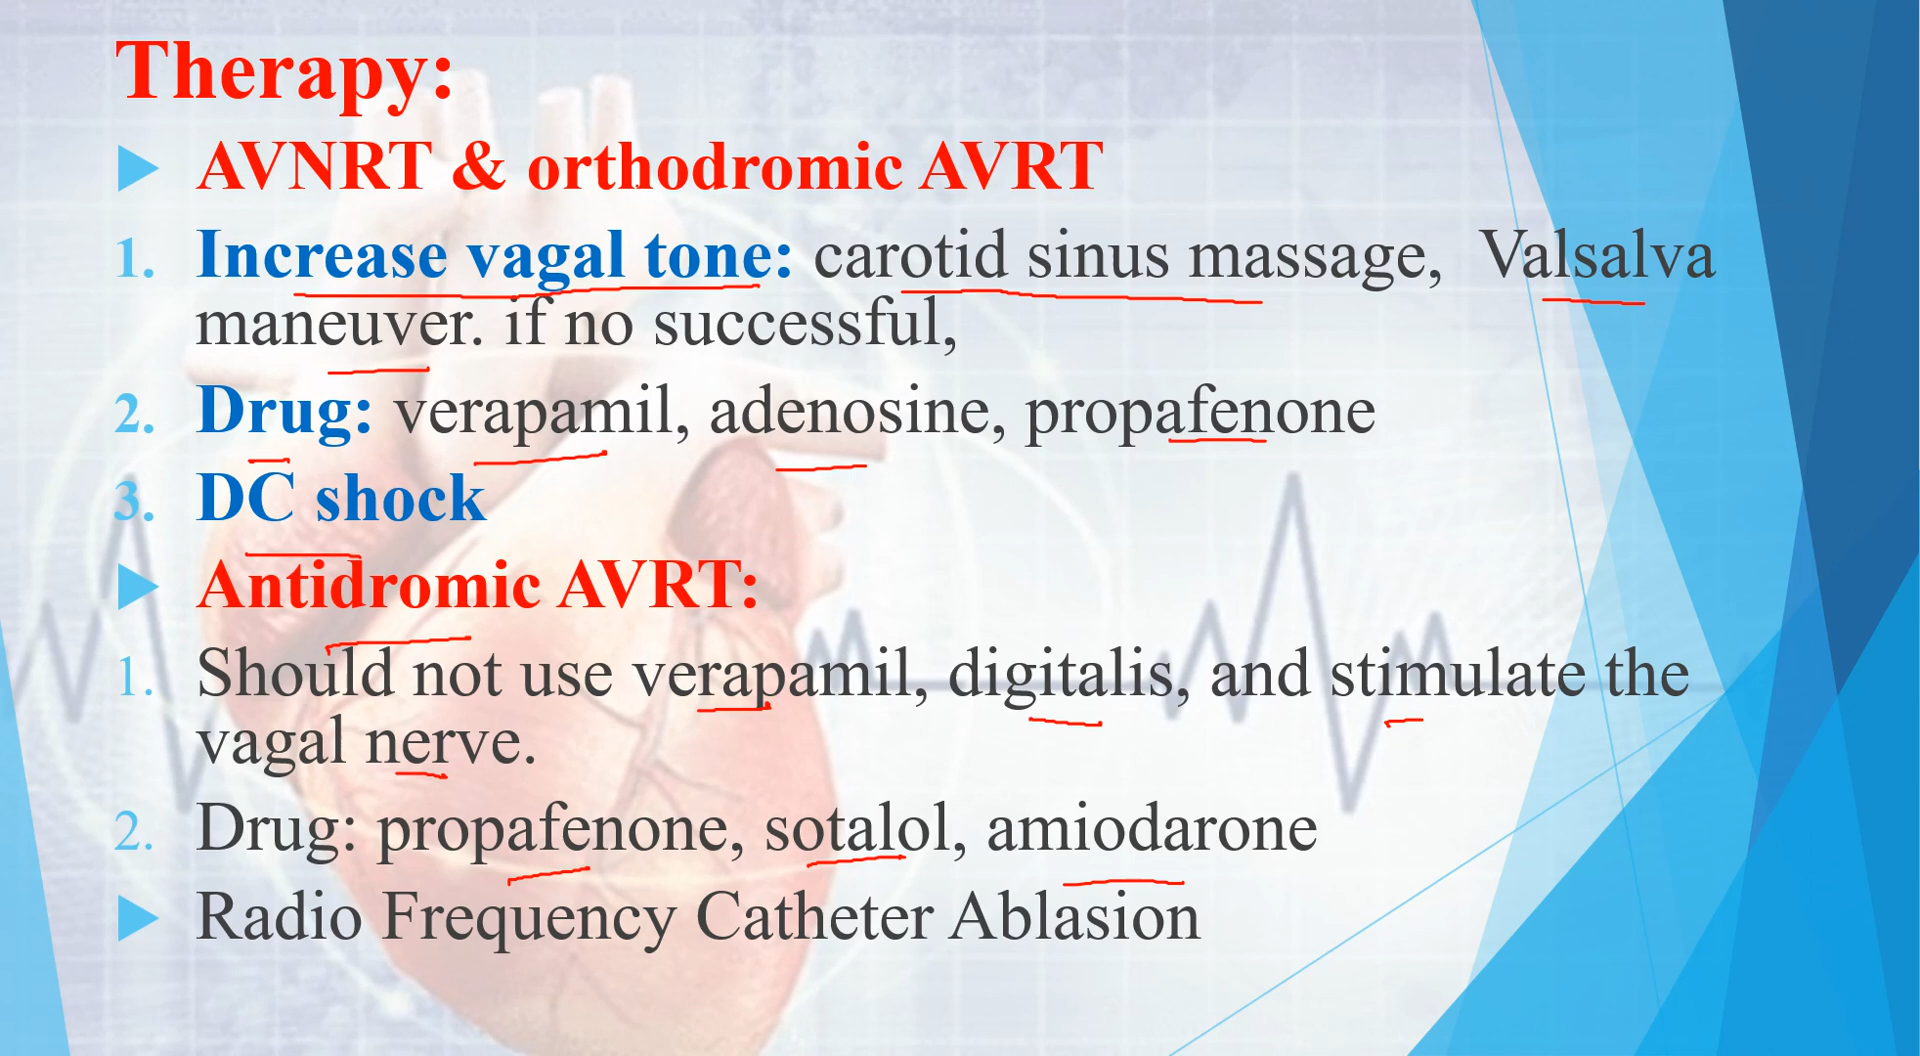 Therapy:
AVNRT & orthodromic AVRT
1. Increase vagal tone: carotid sinus massage, Valsalva
maneuver. if no successful,
2. Drug: verapamil, adenosine, propafenone
3. DC shock
Antidromic AVRT:
1. Should not use verapamil, digitalis, and stimulate the
vagal nerve.
2. Drug: propafenone, sotalol, amiodarone
Radio Frequency Catheter Ablasion